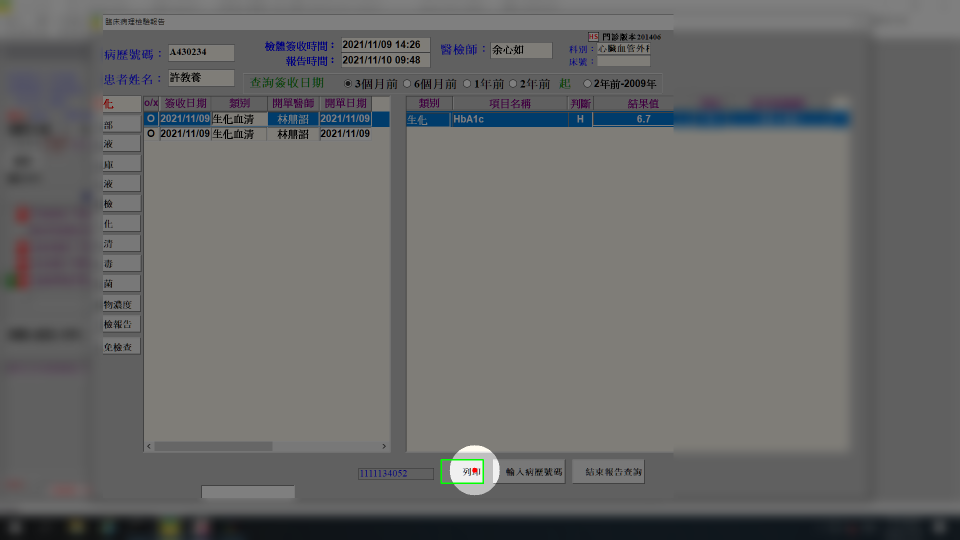 臨床病理檢驗報告
病歷號碼： A430234
檢體簽收時間： 2021/11/09 14:26
報告時間： 2021/11/10 09:48
醫檢師： 余心如
HS 門診版本201406
科別： 心臟血管外科
床號：
患者姓名： 許教養
查詢簽收日期 3個月前 6個月前 1年前 2年前 起 2年前-2009年
o/x 簽收日期 類別 開單醫師 開單日期
O 2021/11/09 生化血清 林鼎韶 2021/11/09
O 2021/11/09 生化血清 林鼎韶 2021/11/09
類別 項目名稱 判斷 結果值
生化 HbA1c H 6.7
化
部
液
庫
液
檢
化
清
毒
菌
物濃度
檢報告
免檢查
1111134052 列印 輸入病歷號碼 結束報告查詢